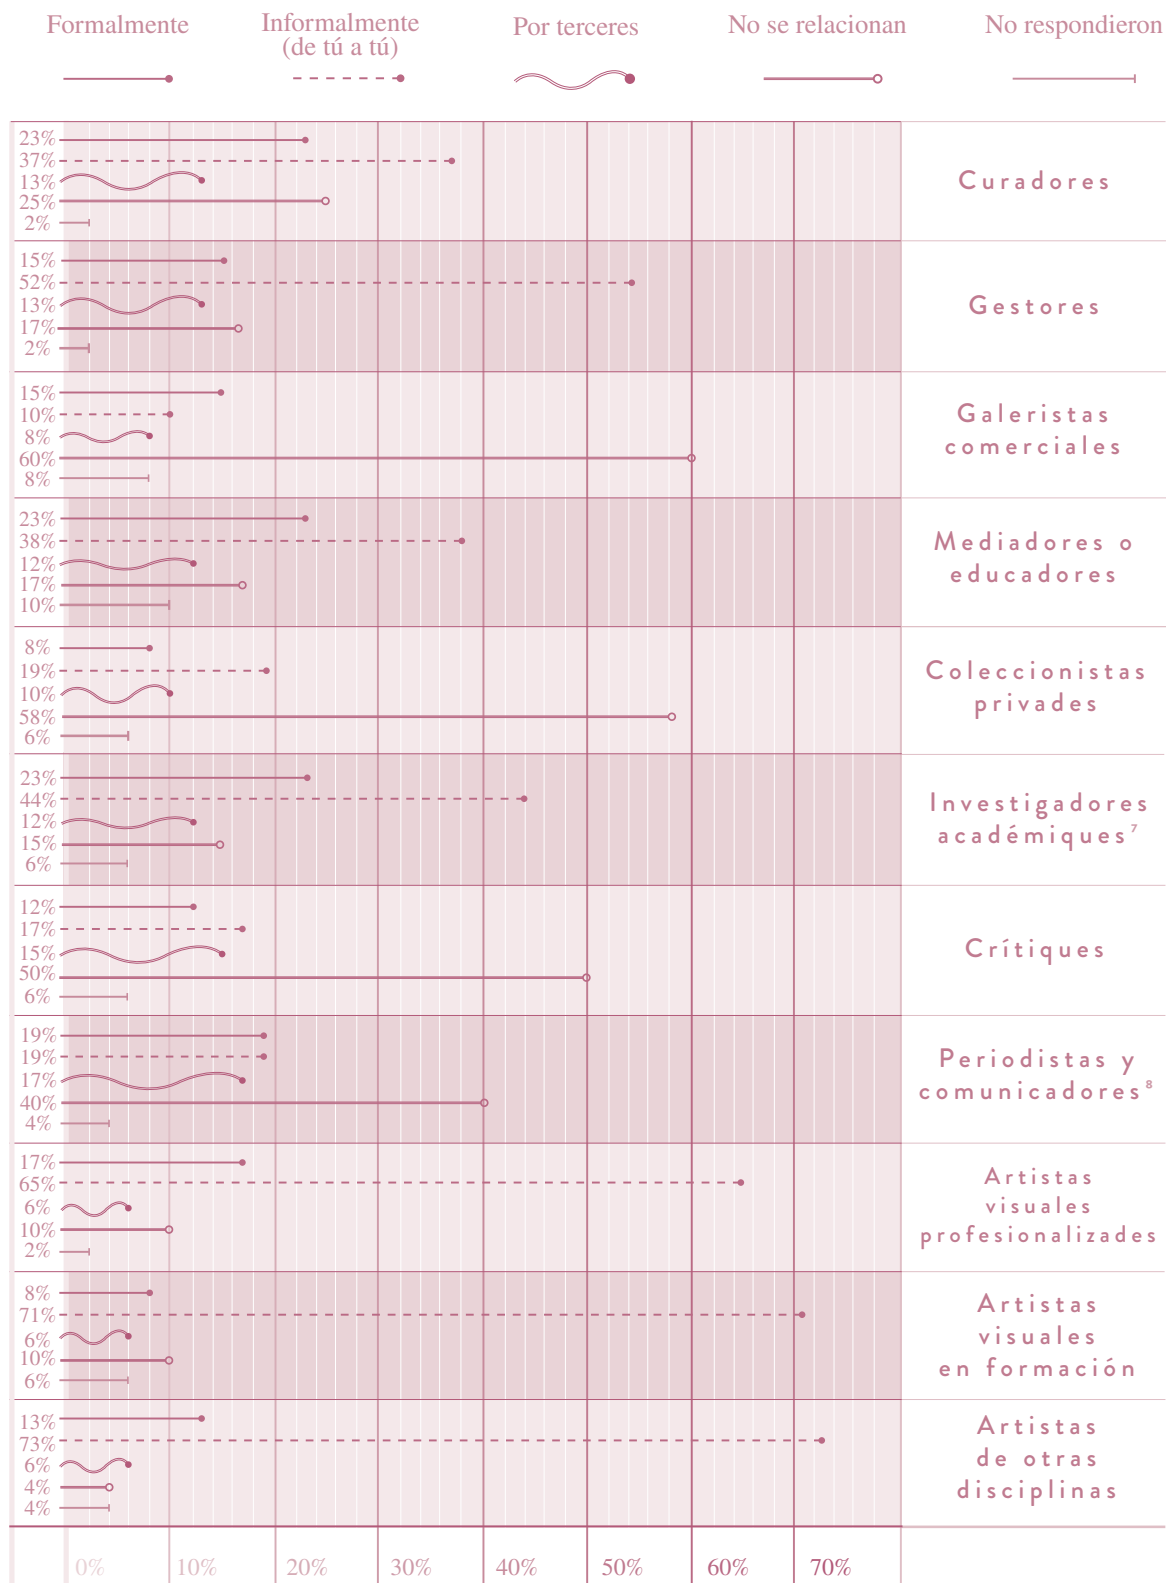 Formalmente
Informalmente
(de tú a tú)
Por terceres
No se relacionan
No respondieron
23%
37%
13%
25%
2%
Curadores
15%
52%
13%
17%
2%
Gestores
15%
10%
8%
60%
8%
Galeristas
comerciales
23%
38%
12%
17%
10%
Mediadores o
educadores
8%
19%
10%
58%
6%
Coleccionistas
privades
23%
44%
12%
15%
6%
Investigadores
académiques⁷
12%
17%
15%
50%
6%
Crítiques
19%
19%
17%
40%
4%
Periodistas y
comunicadores⁸
17%
65%
6%
10%
2%
Artistas
visuales
profesionalizades
8%
71%
6%
10%
6%
Artistas
visuales
en formación
13%
73%
6%
4%
4%
Artistas
de otras
disciplinas
0% 10% 20% 30% 40% 50% 60% 70%